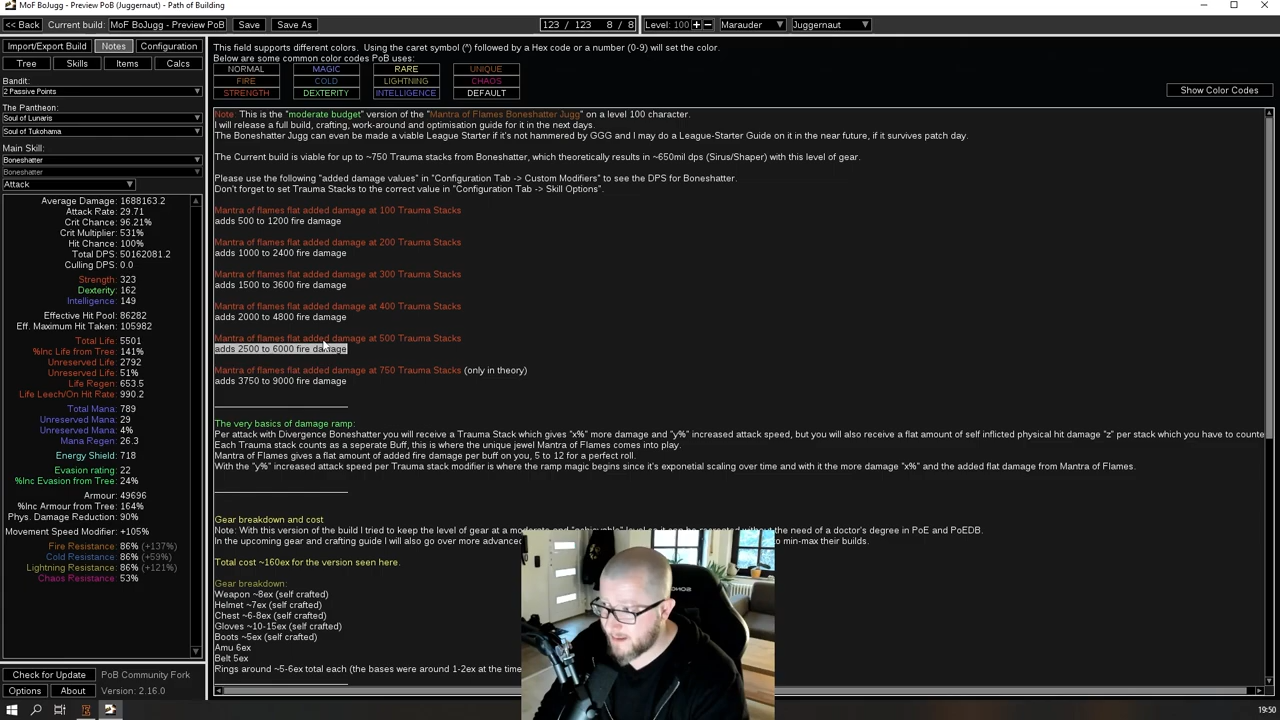 MoF BoJugg - Preview PoB (Juggernaut) - Path of Building
<< Back
Current build:
MoF BoJugg - Preview PoB
Save
Save As
123 / 123 8 / 8
Level: 100 + -
Marauder
Juggernaut
Import/Export Build
Notes
Configuration
Tree
Skills
Items
Calcs
Bandit:
2 Passive Points
The Pantheon:
Soul of Lunaris
Soul of Tukohama
Main Skill:
Boneshatter
Boneshatter
Attack
Average Damage: 1688163.2
Attack Rate: 29.71
Crit Chance: 96.21%
Crit Multiplier: 531%
Hit Chance: 100%
Total DPS: 50162081.2
Culling DPS: 0.0
Strength: 323
Dexterity: 162
Intelligence: 149
Effective Hit Pool: 86282
Eff. Maximum Hit Taken: 105982
Total Life: 5501
%Inc Life from Tree: 141%
Unreserved Life: 2792
Unreserved Life: 51%
Life Regen: 653.5
Life Leech/On Hit Rate: 990.2
Total Mana: 789
Unreserved Mana: 29
Unreserved Mana: 4%
Mana Regen: 26.3
Energy Shield: 718
Evasion rating: 22
%Inc Evasion from Tree: 24%
Armour: 49696
%Inc Armour from Tree: 164%
Phys. Damage Reduction: 90%
Movement Speed Modifier: +105%
Fire Resistance: 86% (+137%)
Cold Resistance: 86% (+59%)
Lightning Resistance: 86% (+121%)
Chaos Resistance: 53%
Check for Update
PoB Community Fork
Options
About
Version: 2.16.0
This field supports different colors. Using the caret symbol (^) followed by a Hex code or a number (0-9) will set the color.
Below are some common color codes PoB uses:
NORMAL
MAGIC
RARE
UNIQUE
FIRE
COLD
LIGHTNING
CHAOS
STRENGTH
DEXTERITY
INTELLIGENCE
DEFAULT
Show Color Codes
Note: This is the "moderate budget" version of the "Mantra of Flames Boneshatter Jugg" on a level 100 character.
I will release a full build, crafting, work-around and optimisation guide for it in the next days.
The Boneshatter Jugg can even be made a viable League Starter if it's not hammered by GGG and I may do a League-Starter Guide on it in the near future, if it survives patch day.
The Current build is viable for up to ~750 Trauma stacks from Boneshatter, which theoretically results in ~650mil dps (Sirus/Shaper) with this level of gear.
Please use the following "added damage values" in "Configuration Tab -> Custom Modifiers" to see the DPS for Boneshatter.
Don't forget to set Trauma Stacks to the correct value in "Configuration Tab -> Skill Options".
Mantra of flames flat added damage at 100 Trauma Stacks
adds 500 to 1200 fire damage
Mantra of flames flat added damage at 200 Trauma Stacks
adds 1000 to 2400 fire damage
Mantra of flames flat added damage at 300 Trauma Stacks
adds 1500 to 3600 fire damage
Mantra of flames flat added damage at 400 Trauma Stacks
adds 2000 to 4800 fire damage
Mantra of flames flat added damage at 500 Trauma Stacks
adds 2500 to 6000 fire damage
Mantra of flames flat added damage at 750 Trauma Stacks (only in theory)
adds 3750 to 9000 fire damage
The very basics of damage ramp:
Per attack with Divergence Boneshatter you will receive a Trauma Stack which gives "x%" more damage and "y%" increased attack speed, but you will also receive a flat amount of self inflicted physical hit damage "z" per stack which you have to counte
Each Trauma stack counts as a seperate Buff, this is where the unique jewel Mantra of Flames comes into play.
Mantra of Flames gives a flat amount of added fire damage per buff on you, 5 to 12 for a perfect roll.
With the "y%" increased attack speed per Trauma stack modifier is where the ramp magic begins since it's exponetial scaling over time and with it the more damage "x%" and the added flat damage from Mantra of Flames.
Gear breakdown and cost
Note: With this version of the build I tried to keep the level of gear at a moderate and "achievable" level so it can be recreated without the need of a doctor's degree in PoE and PoEDB.
In the upcoming gear and crafting guide I will also go over more advanced to min-max their builds.
Total cost ~160ex for the version seen here.
Gear breakdown:
Weapon ~8ex (self crafted)
Helmet ~7ex (self crafted)
Chest ~6-8ex (self crafted)
Gloves ~10-15ex (self crafted)
Boots ~5ex (self crafted)
Amu 6ex
Belt 5ex
Rings around ~5-6ex total each (the bases were around 1-2ex at the time
19:50